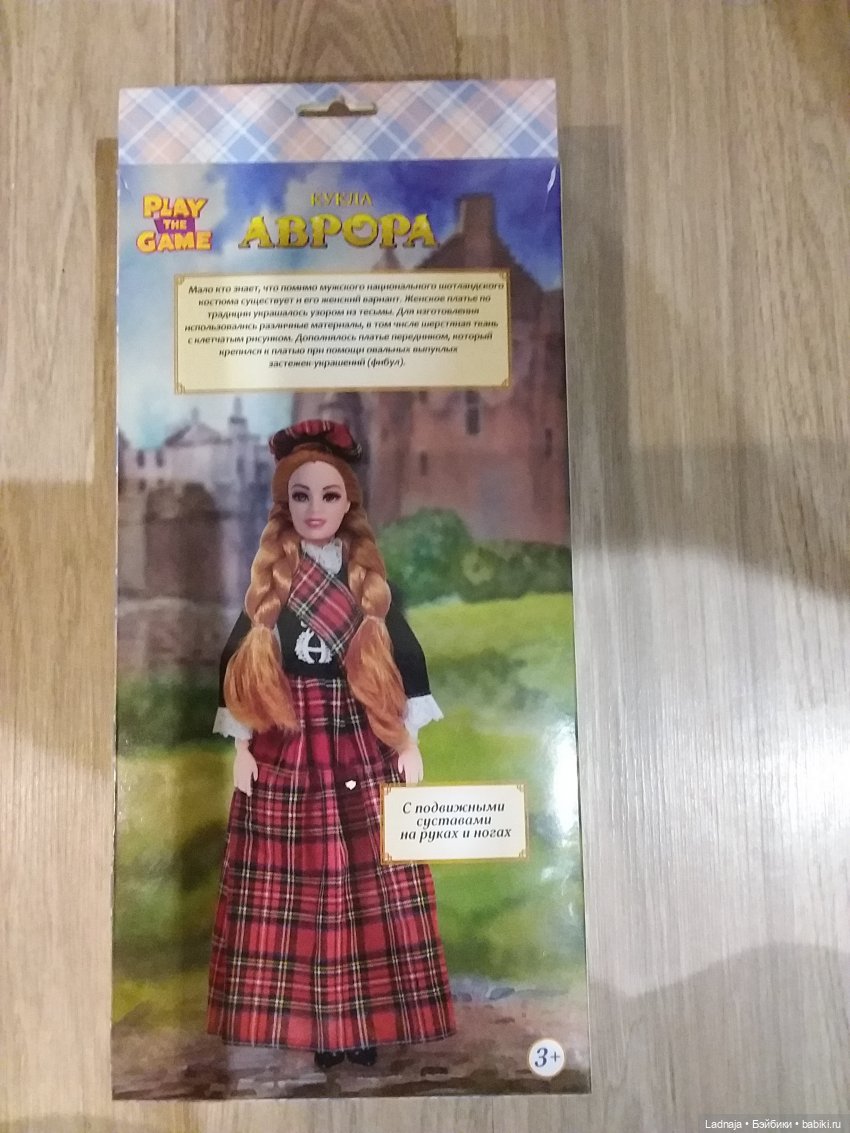 PLAY
THE
GAME
КУКЛА
АВРОРА
Мало кто знает, что помимо мужского национального шотландского
костюма существует и его женский вариант. Женское платье по
традиции украшалось узором из тесьмы. Для изготовления
использовались различные материалы, в том числе шерстяная ткань
с клетчатым рисунком. Дополнялось платье передником, который
крепился к платью при помощи овальных выпуклых
застежек-украшений (фибул).
С подвижными
суставами
на руках и ногах
3+
Ladnaja • Бэйбики • babiki.ru